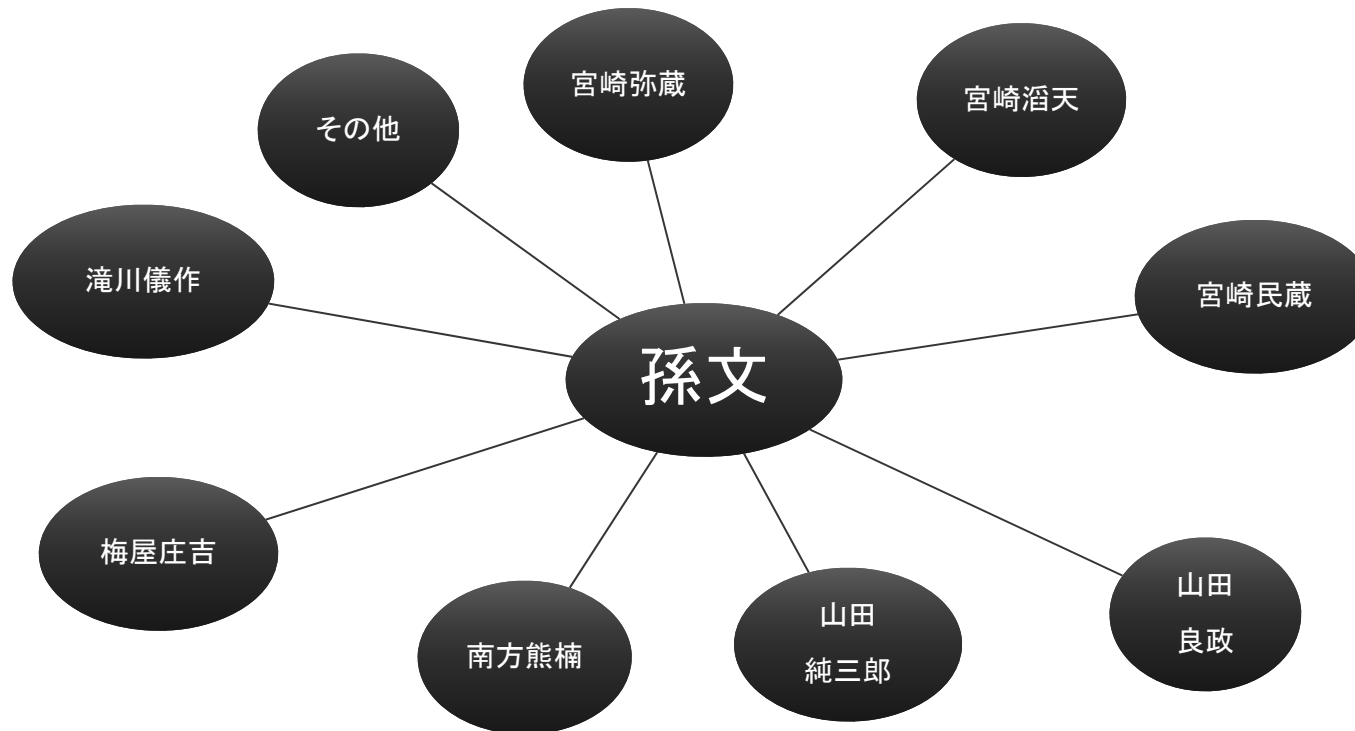 宮崎弥蔵
宮崎滔天
その他
滝川儀作
宮崎民蔵
孫文
梅屋庄吉
南方熊楠
山田
純三郎
山田
良政